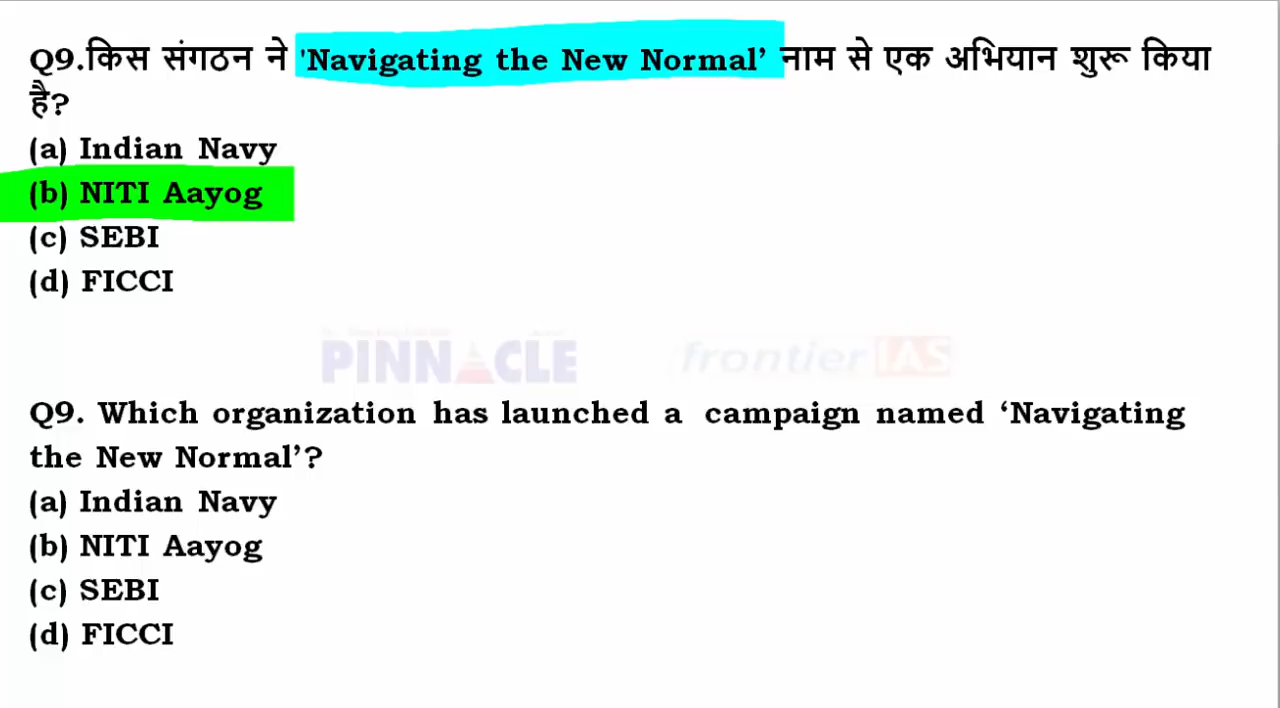 Q9.किस संगठन ने 'Navigating the New Normal’ नाम से एक अभियान शुरू किया
है?
(a) Indian Navy
(b) NITI Aayog
(c) SEBI
(d) FICCI
PINNACLE frontier IAS
Q9. Which organization has launched a campaign named ‘Navigating
the New Normal’?
(a) Indian Navy
(b) NITI Aayog
(c) SEBI
(d) FICCI